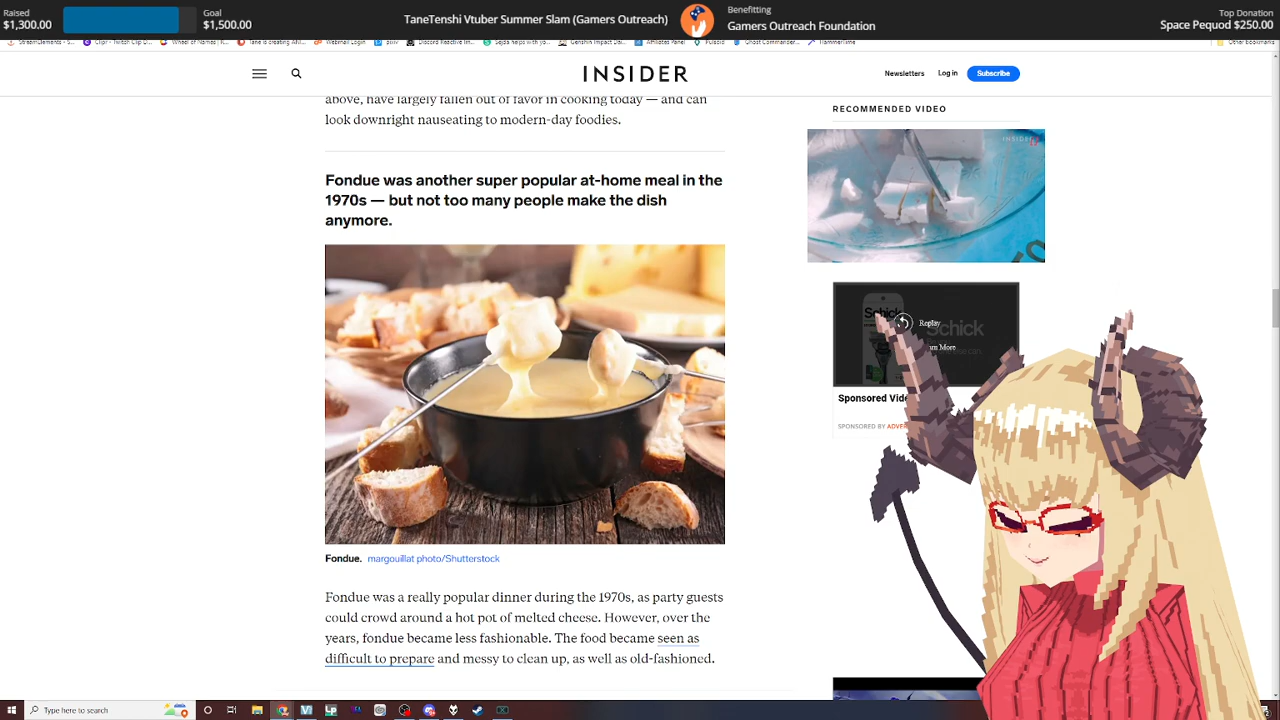 Raised
$1,300.00
Goal
$1,500.00
TaneTenshi Vtuber Summer Slam (Gamers Outreach)
Benefitting
Gamers Outreach Foundation
Top Donation
Space Pequod $250.00
INSIDER
Newsletters
Log in
Subscribe
above, have largely fallen out of favor in cooking today — and can
look downright nauseating to modern-day foodies.
Fondue was another super popular at-home meal in the
1970s — but not too many people make the dish
anymore.
Fondue. margouillat photo/Shutterstock
Fondue was a really popular dinner during the 1970s, as party guests
could crowd around a hot pot of melted cheese. However, over the
years, fondue became less fashionable. The food became seen as
difficult to prepare and messy to clean up, as well as old-fashioned.
RECOMMENDED VIDEO
INSIDER
Schick
Replay
Schick
Sponsored Vide
SPONSORED BY ADVER
Type here to search